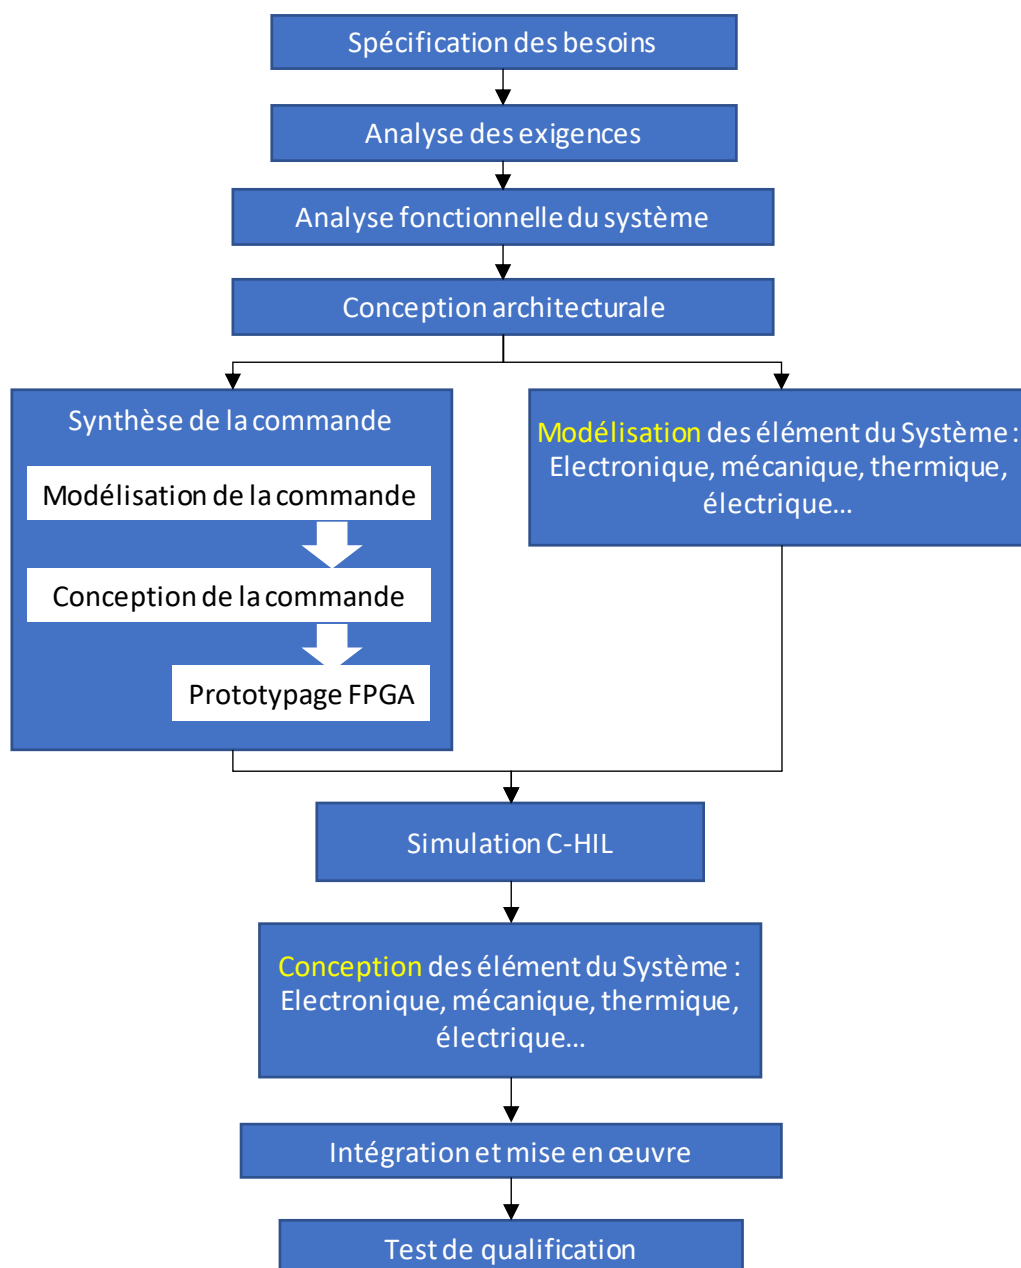 Spécification des besoins
Analyse des exigences
Analyse fonctionnelle du système
Conception architecturale
Synthèse de la commande
Modélisation de la commande
Conception de la commande
Prototypage FPGA
Modélisation des élément du Système :
Electronique, mécanique, thermique,
électrique...
Simulation C-HIL
Conception des élément du Système :
Electronique, mécanique, thermique,
électrique...
Intégration et mise en œuvre
Test de qualification